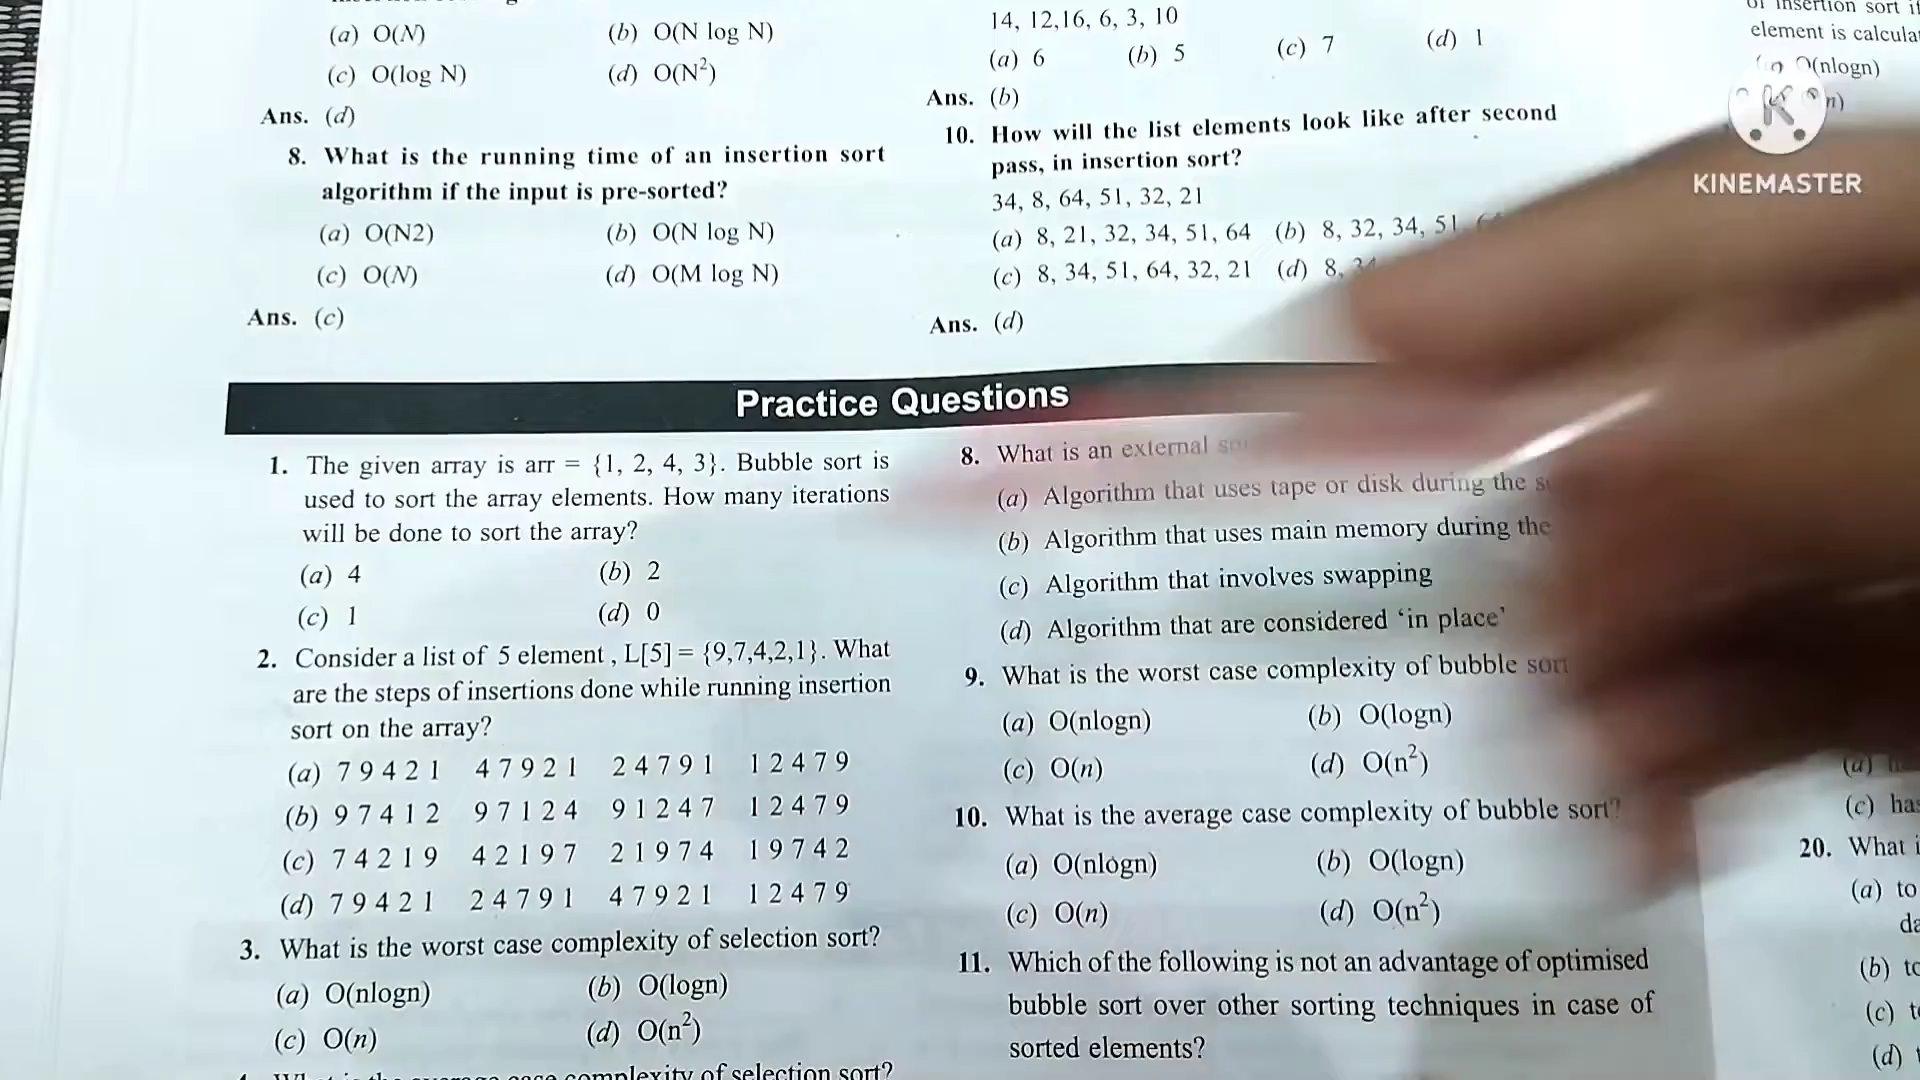 (a) O(N) (b) O(N log N)
(c) O(log N) (d) O(N²)
Ans. (d)
8. What is the running time of an insertion sort
algorithm if the input is pre-sorted?
(a) O(N2) (b) O(N log N)
(c) O(N) (d) O(M log N)
Ans. (c)
14, 12,16, 6, 3, 10
(a) 6 (b) 5 (c) 7 (d) 1
Ans. (b)
10. How will the list elements look like after second
pass, in insertion sort?
34, 8, 64, 51, 32, 21
(a) 8, 21, 32, 34, 51, 64 (b) 8, 32, 34, 51,
(c) 8, 34, 51, 64, 32, 21 (d) 8,
Ans. (d)
insertion sort
element is
O(nlogn)
KINEMASTER
Practice Questions
1. The given array is arr = {1, 2, 4, 3}. Bubble sort is
used to sort the array elements. How many iterations
will be done to sort the array?
(a) 4 (b) 2
(c) 1 (d) 0
2. Consider a list of 5 element , L[5] = {9,7,4,2,1}. What
are the steps of insertions done while running insertion
sort on the array?
(a) 7 9 4 2 1 4 7 9 2 1 2 4 7 9 1 1 2 4 7 9
(b) 9 7 4 1 2 9 7 1 2 4 9 1 2 4 7 1 2 4 7 9
(c) 7 4 2 1 9 4 2 1 9 7 2 1 9 7 4 1 9 7 4 2
(d) 7 9 4 2 1 2 4 7 9 1 4 7 9 2 1 1 2 4 7 9
3. What is the worst case complexity of selection sort?
(a) O(nlogn) (b) O(logn)
(c) O(n) (d) O(n²)
complexity of selection sort?
8. What is an external
(a) Algorithm that uses tape or disk during the
(b) Algorithm that uses main memory during the
(c) Algorithm that involves swapping
(d) Algorithm that are considered ‘in place’
9. What is the worst case complexity of bubble sort
(a) O(nlogn) (b) O(logn)
(c) O(n) (d) O(n²)
10. What is the average case complexity of bubble sort?
(a) O(nlogn) (b) O(logn)
(c) O(n) (d) O(n²)
11. Which of the following is not an advantage of optimised
bubble sort over other sorting techniques in case of
sorted elements?
(a)
(c)
20. What
(a) to
(b)
(c)
(d)